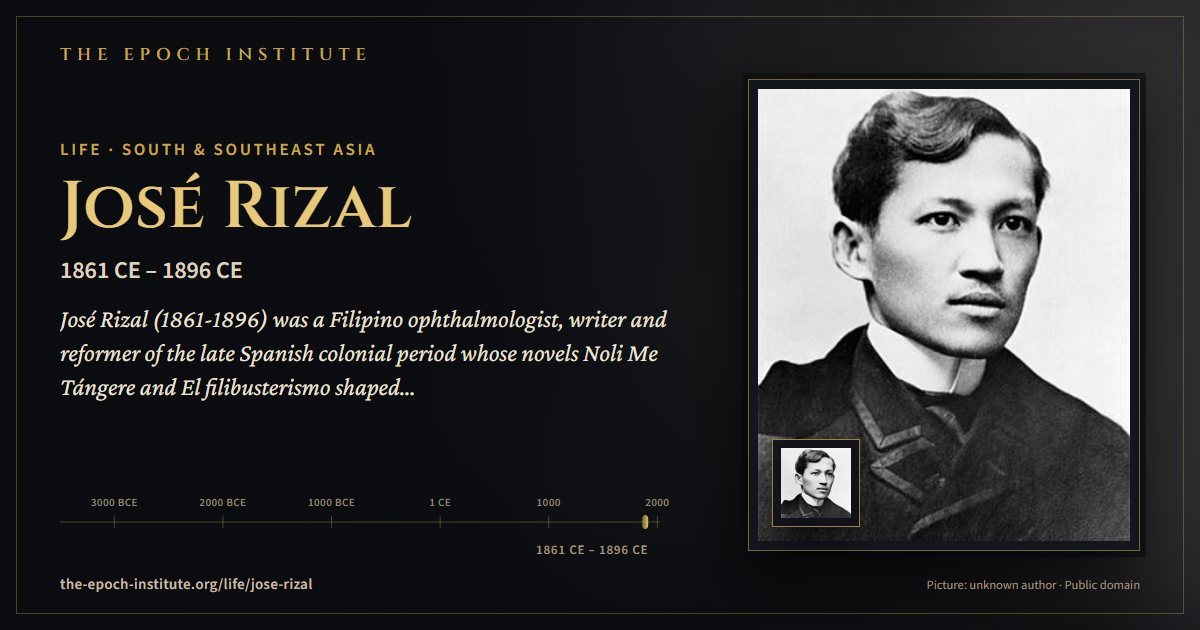 THE EPOCH INSTITUTE
LIFE · SOUTH & SOUTHEAST ASIA
JOSÉ RIZAL
1861 CE – 1896 CE
José Rizal (1861-1896) was a Filipino ophthalmologist, writer and
reformer of the late Spanish colonial period whose novels Noli Me
Tángere and El filibusterismo shaped...
3000 BCE 2000 BCE 1000 BCE 1 CE 1000 2000
1861 CE – 1896 CE
the-epoch-institute.org/life/jose-rizal
Picture: unknown author · Public domain